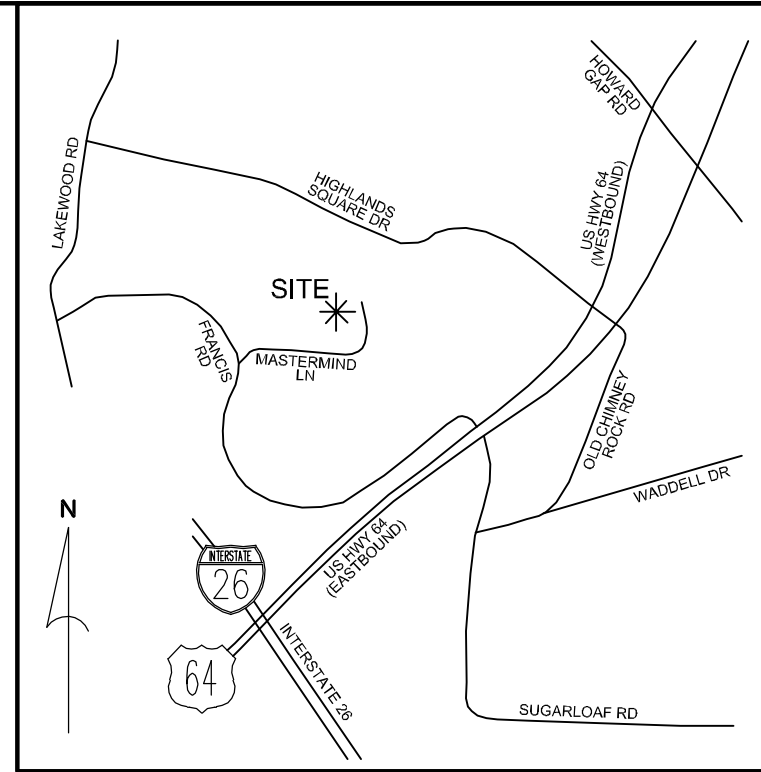 HOWARD
GAP RD
LAKEWOOD RD
HIGHLANDS
SQUARE DR
US HWY 64
(WESTBOUND)
SITE
FRANCIS
RD
MASTERMIND
LN
OLD CHIMNEY
ROCK RD
WADDELL DR
N
US HWY 64
(EASTBOUND)
INTERSTATE
26
INTERSTATE 26
64
SUGARLOAF RD